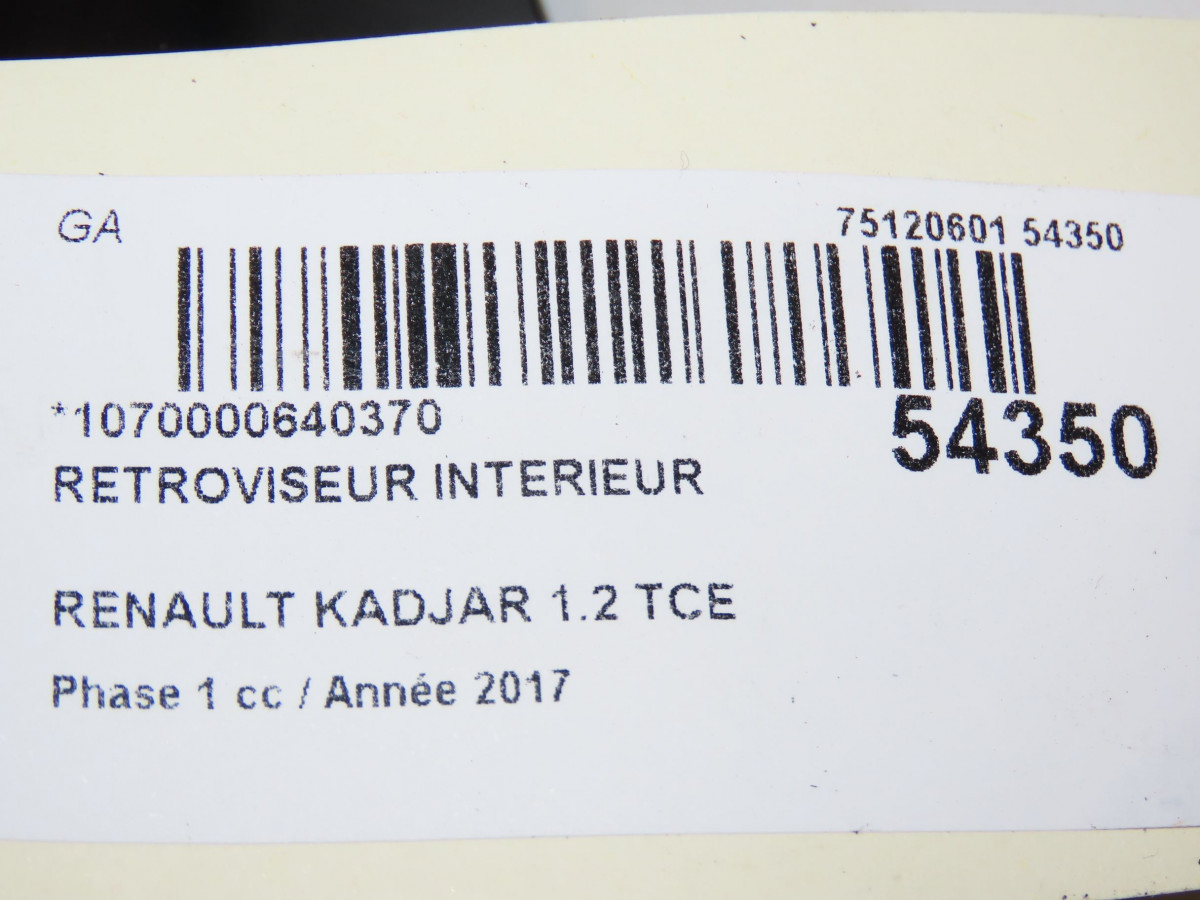 GA
75120601 54350
*1070000640370
54350
RETROVISEUR INTERIEUR
RENAULT KADJAR 1.2 TCE
Phase 1 cc / Année 2017